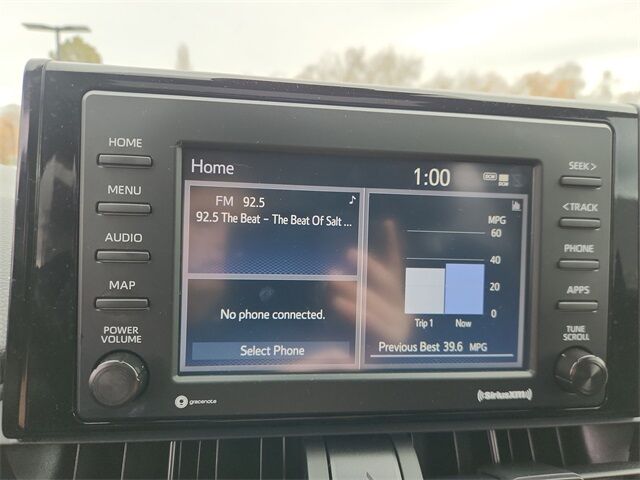 HOME
MENU
AUDIO
MAP
POWER
VOLUME
Home
1:00
FM 92.5
92.5 The Beat - The Beat Of Salt ...
No phone connected.
Select Phone
MPG
60
40
20
0
Trip 1 Now
Previous Best 39.6 MPG
SEEK >
< TRACK
PHONE
APPS
TUNE
SCROLL
gracenote
((SiriusXM))